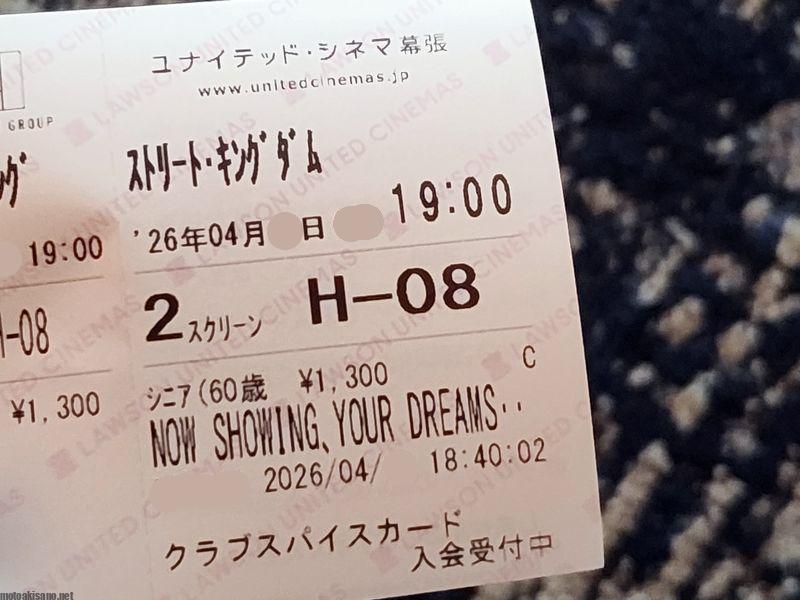 ユナイテッド・シネマ幕張
www.unitedcinemas.jp
GROUP
ストリート・キングダム
'26年04月 日 19:00
2スクリーン H-08
シニア(60歳 ¥1,300 C
NOW SHOWING、YOUR DREAMS・・
2026/04/ 18:40:02
クラブスパイスカード
入会受付中
グ
19:00
-08
¥1,300
LAWSON UNITED CINEMAS
motoakisano.net